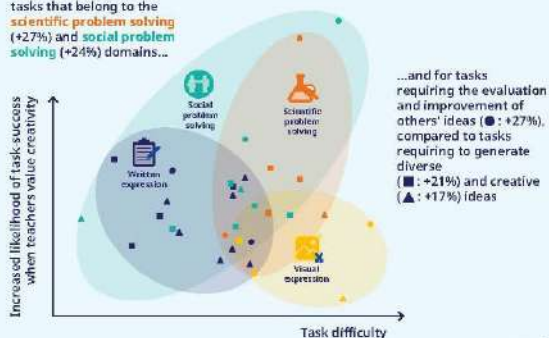 tasks that belong to the
scientific problem solving
(+27%) and social problem
solving (+24%) domains...
Increased likelihood of task success
when teachers value creativity
Social
problem
solving
Scientific
problem
solving
Written
expression
Visual
expression
Task difficulty
...and for tasks
requiring the evaluation
and improvement of
others' ideas (● : +27%),
compared to tasks
requiring to generate
diverse
(■ : +21%) and creative
(▲ : +17%) ideas